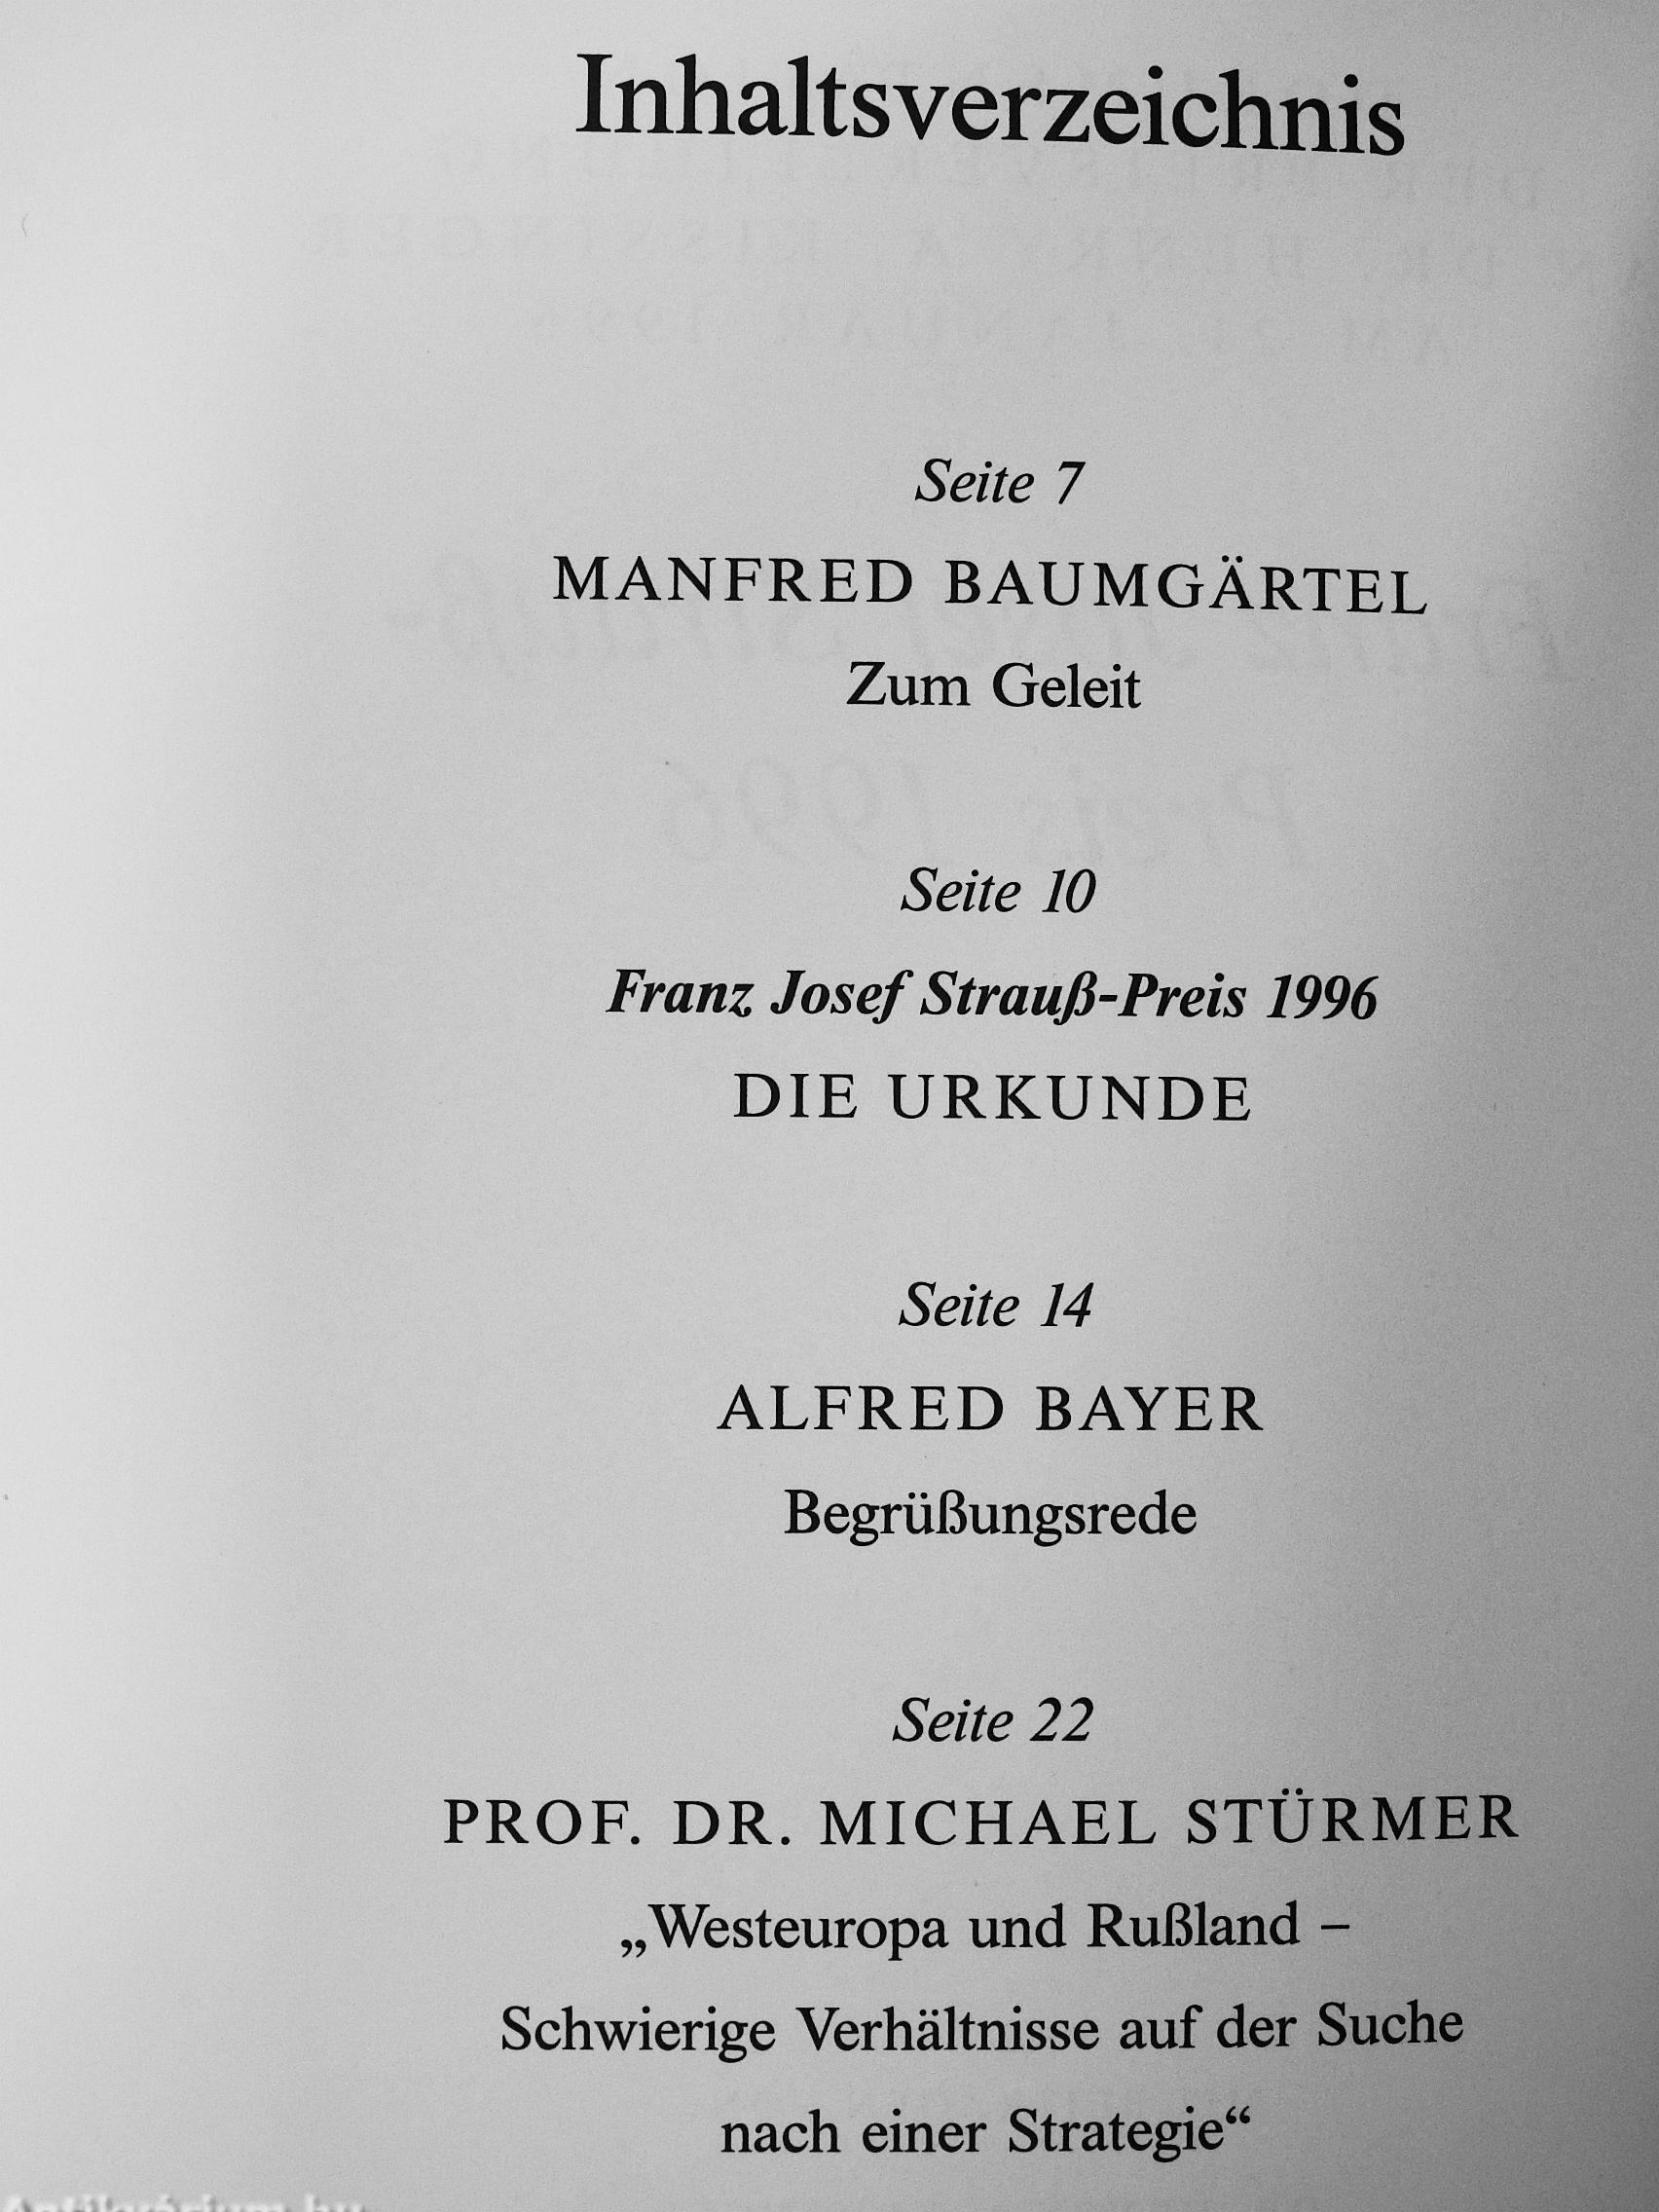 Inhaltsverzeichnis
Seite 7
MANFRED BAUMGÄRTEL
Zum Geleit
Seite 10
Franz Josef Strauß-Preis 1996
DIE URKUNDE
Seite 14
ALFRED BAYER
Begrüßungsrede
Seite 22
PROF. DR. MICHAEL STÜRMER
„Westeuropa und Rußland –
Schwierige Verhältnisse auf der Suche
nach einer Strategie“